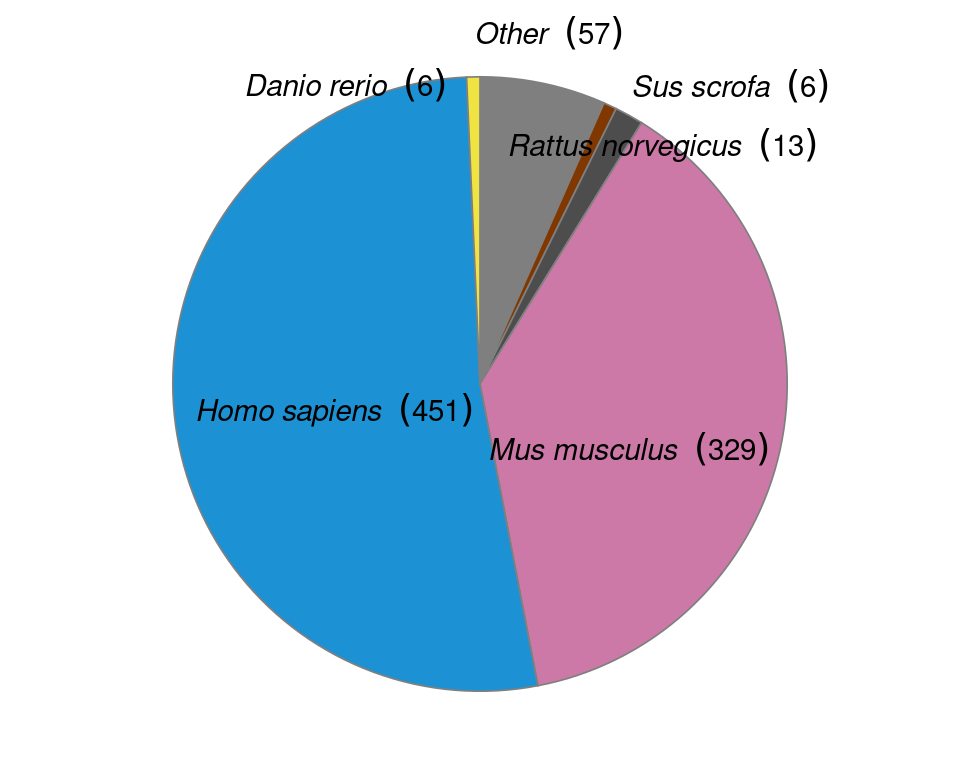 Other (57)
Danio rerio (6)
Sus scrofa (6)
Rattus norvegicus (13)
Homo sapiens (451)
Mus musculus (329)